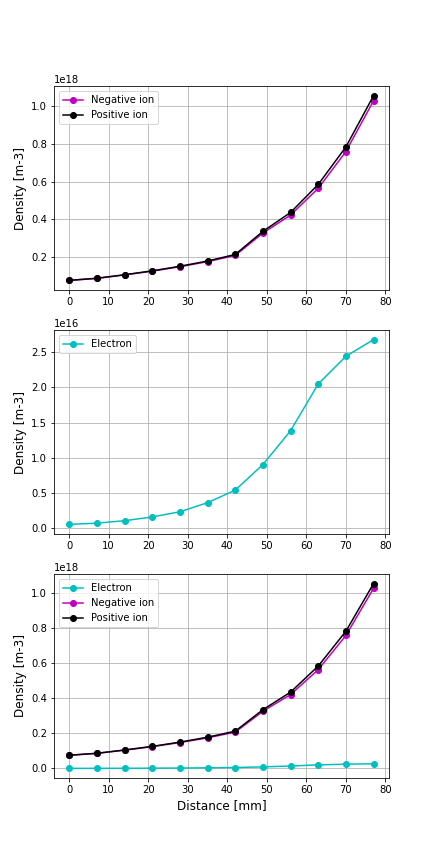 1e18
Negative ion
Positive ion
1.0
0.8
0.6
0.4
0.2
Density [m-3]
0 10 20 30 40 50 60 70 80
1e16
Electron
2.5
2.0
1.5
1.0
0.5
0.0
Density [m-3]
0 10 20 30 40 50 60 70 80
1e18
Electron
Negative ion
Positive ion
1.0
0.8
0.6
0.4
0.2
0.0
Density [m-3]
0 10 20 30 40 50 60 70 80
Distance [mm]